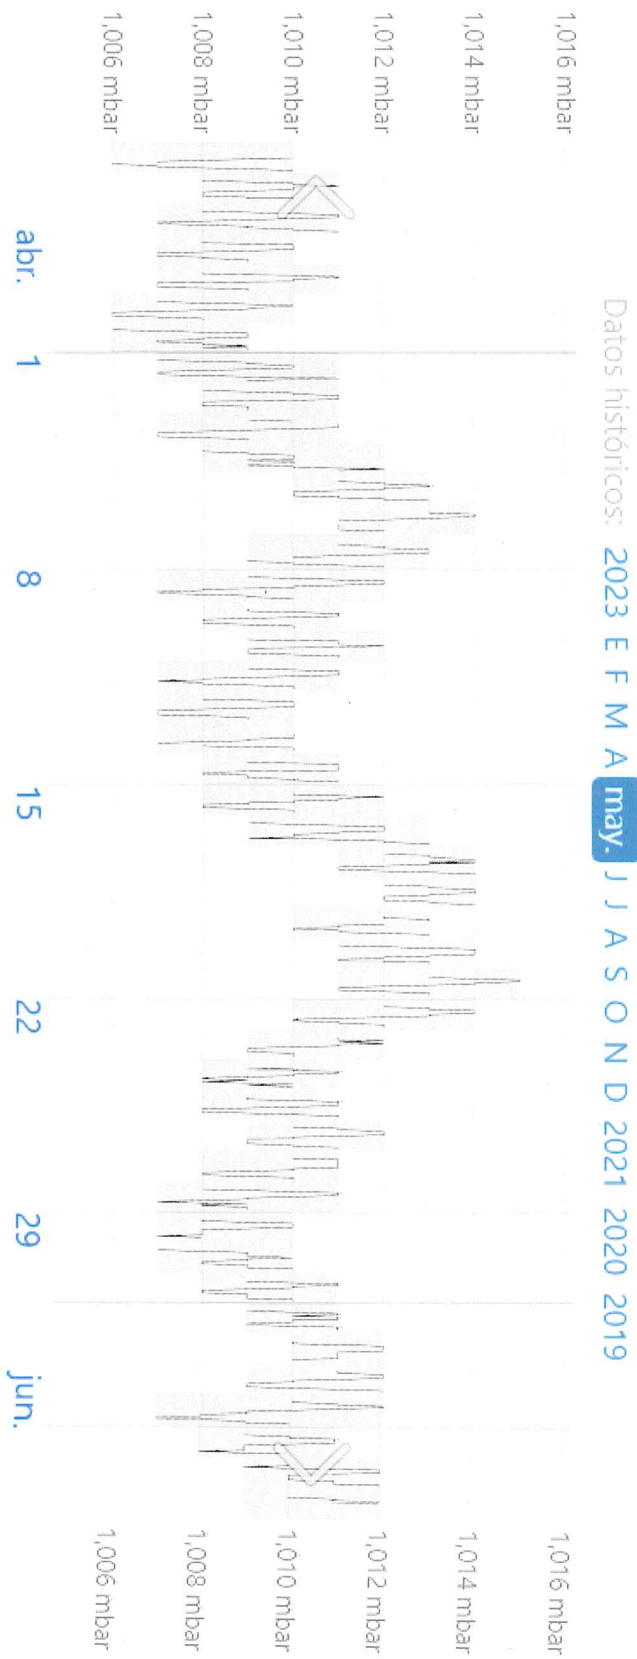 Datos históricos: 2023 E F M A may. J J A S O N D 2021 2020 2019
1,016 mbar 1,016 mbar
1,014 mbar 1,014 mbar
1,012 mbar 1,012 mbar
1,010 mbar 1,010 mbar
1,008 mbar 1,008 mbar
1,006 mbar 1,006 mbar
abr. 1 8 15 22 29 jun.